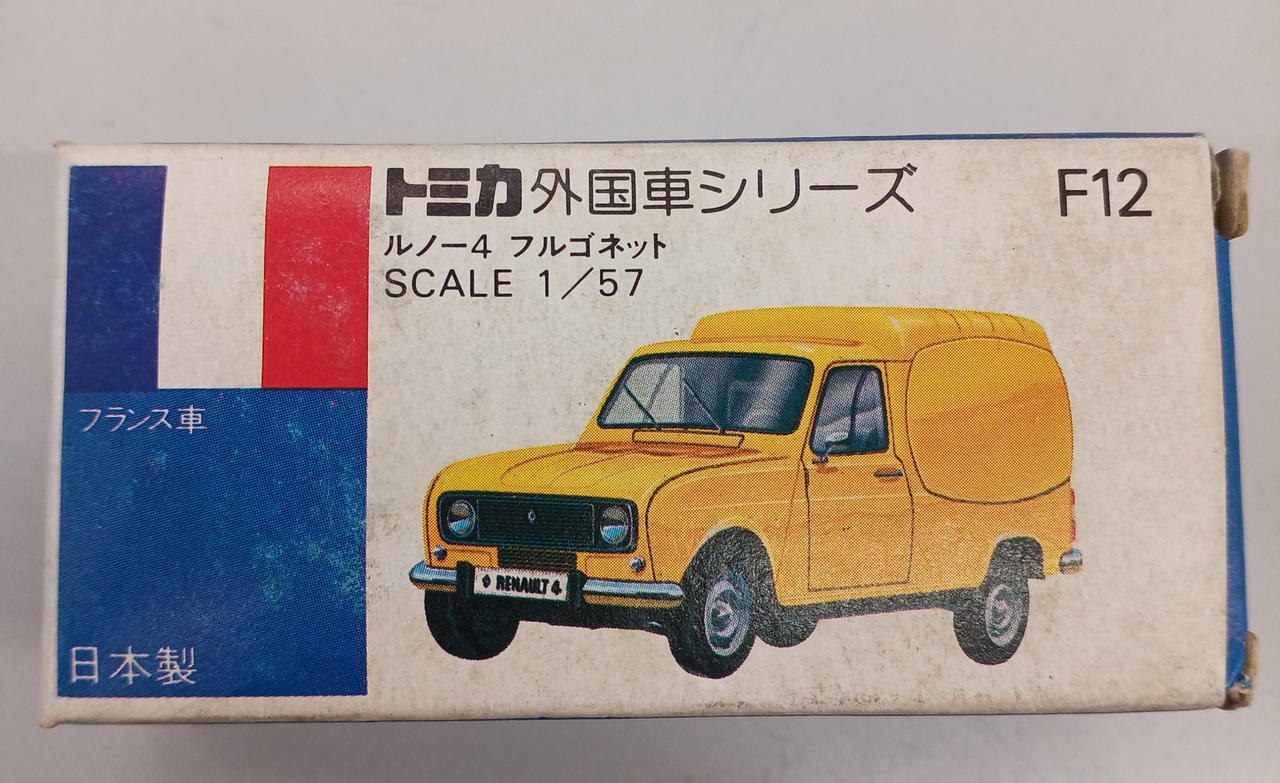 トミカ外国車シリーズ F12
ルノー4 フルゴネット
SCALE 1/57
フランス車
RENAULT 4
日本製